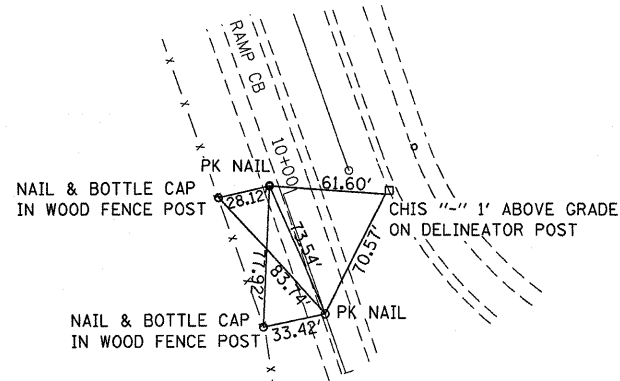 RAMP CB
10+00
PK NAIL
61.60'
NAIL & BOTTLE CAP
IN WOOD FENCE POST
28.12'
CHIS "-" 1' ABOVE GRADE
ON DELINEATOR POST
73.54'
70.57'
77.92'
83.74'
PK NAIL
NAIL & BOTTLE CAP
IN WOOD FENCE POST
33.42'